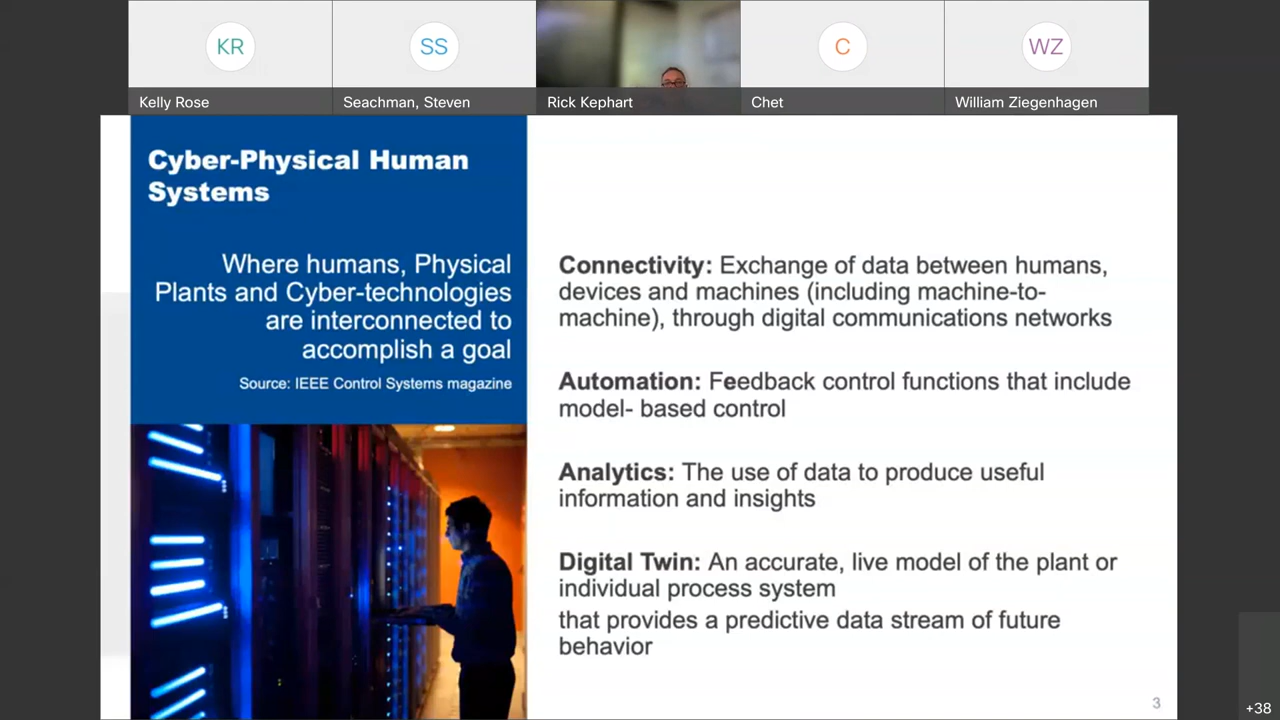 KR
SS
C
WZ
Kelly Rose
Seachman, Steven
Rick Kephart
Chet
William Ziegenhagen
Cyber-Physical Human
Systems
Where humans, Physical
Plants and Cyber-technologies
are interconnected to
accomplish a goal
Source: IEEE Control Systems magazine
Connectivity: Exchange of data between humans,
devices and machines (including machine-to-
machine), through digital communications networks
Automation: Feedback control functions that include
model- based control
Analytics: The use of data to produce useful
information and insights
Digital Twin: An accurate, live model of the plant or
individual process system
that provides a predictive data stream of future
behavior
3
+38